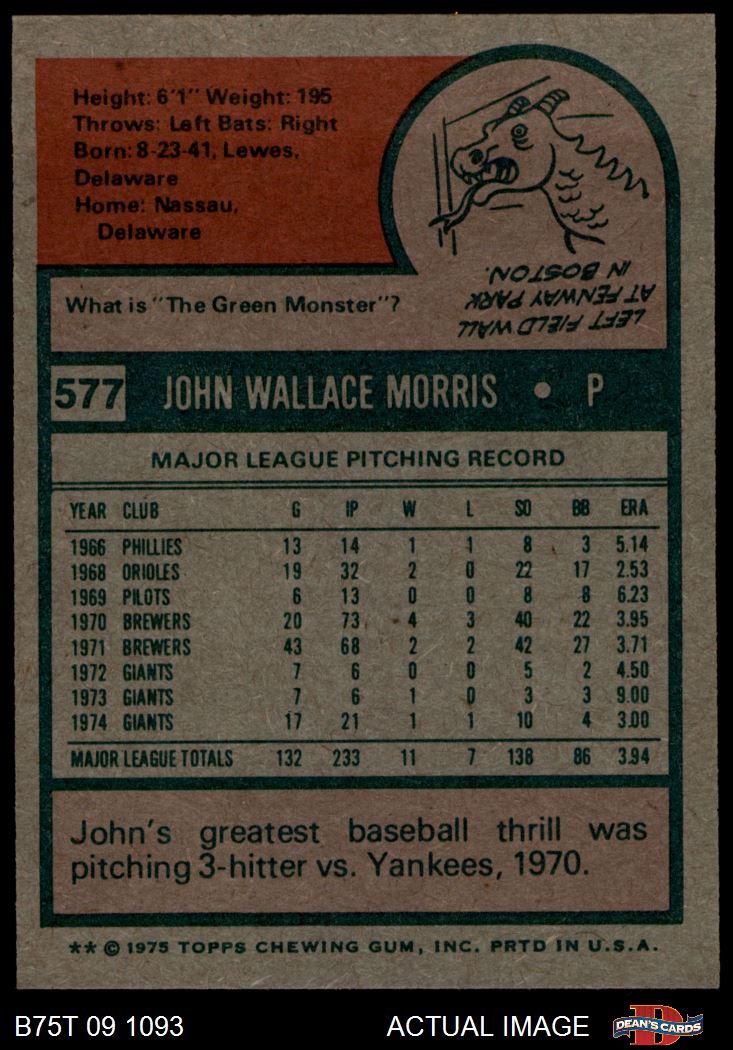 Height: 6'1" Weight: 195
Throws: Left Bats: Right
Born: 8-23-41, Lewes,
Delaware
Home: Nassau,
Delaware
What is "The Green Monster"?
LEFT FIELD WALL
AT FENWAY PARK
IN BOSTON.
577 JOHN WALLACE MORRIS • P
MAJOR LEAGUE PITCHING RECORD
YEAR CLUB G IP W L SO BB ERA
1966 PHILLIES 13 14 1 1 8 3 5.14
1968 ORIOLES 19 32 2 0 22 17 2.53
1969 PILOTS 6 13 0 0 8 8 6.23
1970 BREWERS 20 73 4 3 40 22 3.95
1971 BREWERS 43 68 2 2 42 27 3.71
1972 GIANTS 7 6 0 0 5 2 4.50
1973 GIANTS 7 6 1 0 3 3 9.00
1974 GIANTS 17 21 1 1 10 4 3.00
MAJOR LEAGUE TOTALS 132 233 11 7 138 86 3.94
John's greatest baseball thrill was
pitching 3-hitter vs. Yankees, 1970.
** © 1975 TOPPS CHEWING GUM, INC. PRTD IN U.S.A.
B75T 09 1093 ACTUAL IMAGE D DEAN'S CARDS